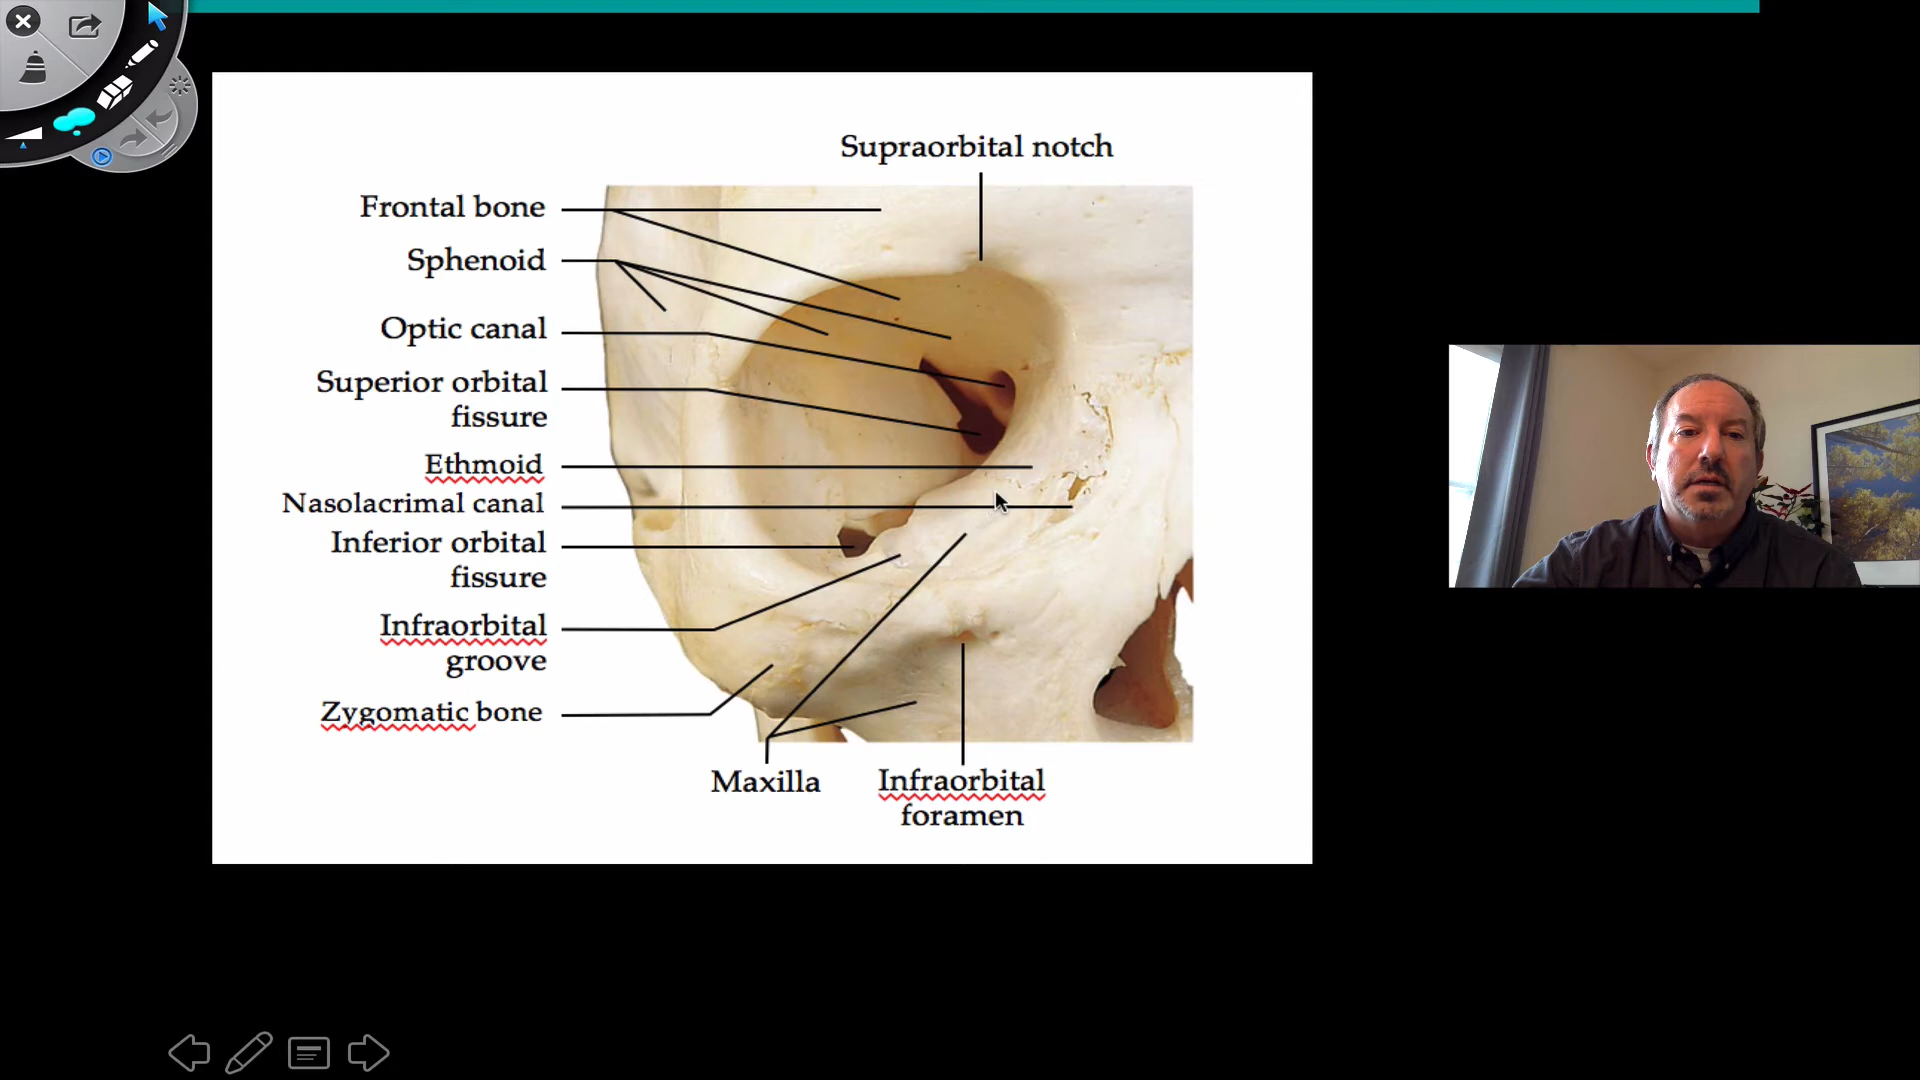 Supraorbital notch
Frontal bone
Sphenoid
Optic canal
Superior orbital
fissure
Ethmoid
Nasolacrimal canal
Inferior orbital
fissure
Infraorbital
groove
Zygomatic bone
Maxilla
Infraorbital
foramen